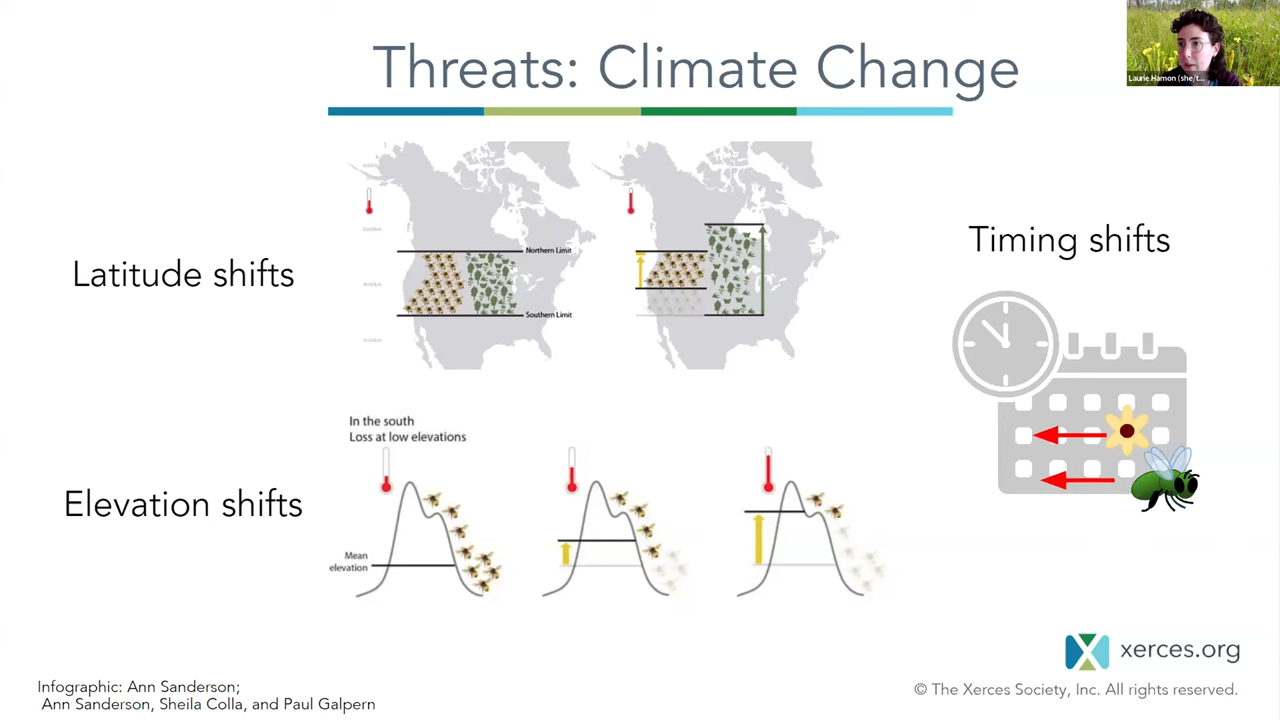 Threats: Climate Change
Laurie Hamon (she/t...
Latitude shifts
Northern Limit
Southern Limit
Timing shifts
In the south
Loss at low elevations
Elevation shifts
Mean
elevation
xerces.org
Infographic: Ann Sanderson;
Ann Sanderson, Sheila Colla, and Paul Galpern
© The Xerces Society, Inc. All rights reserved.